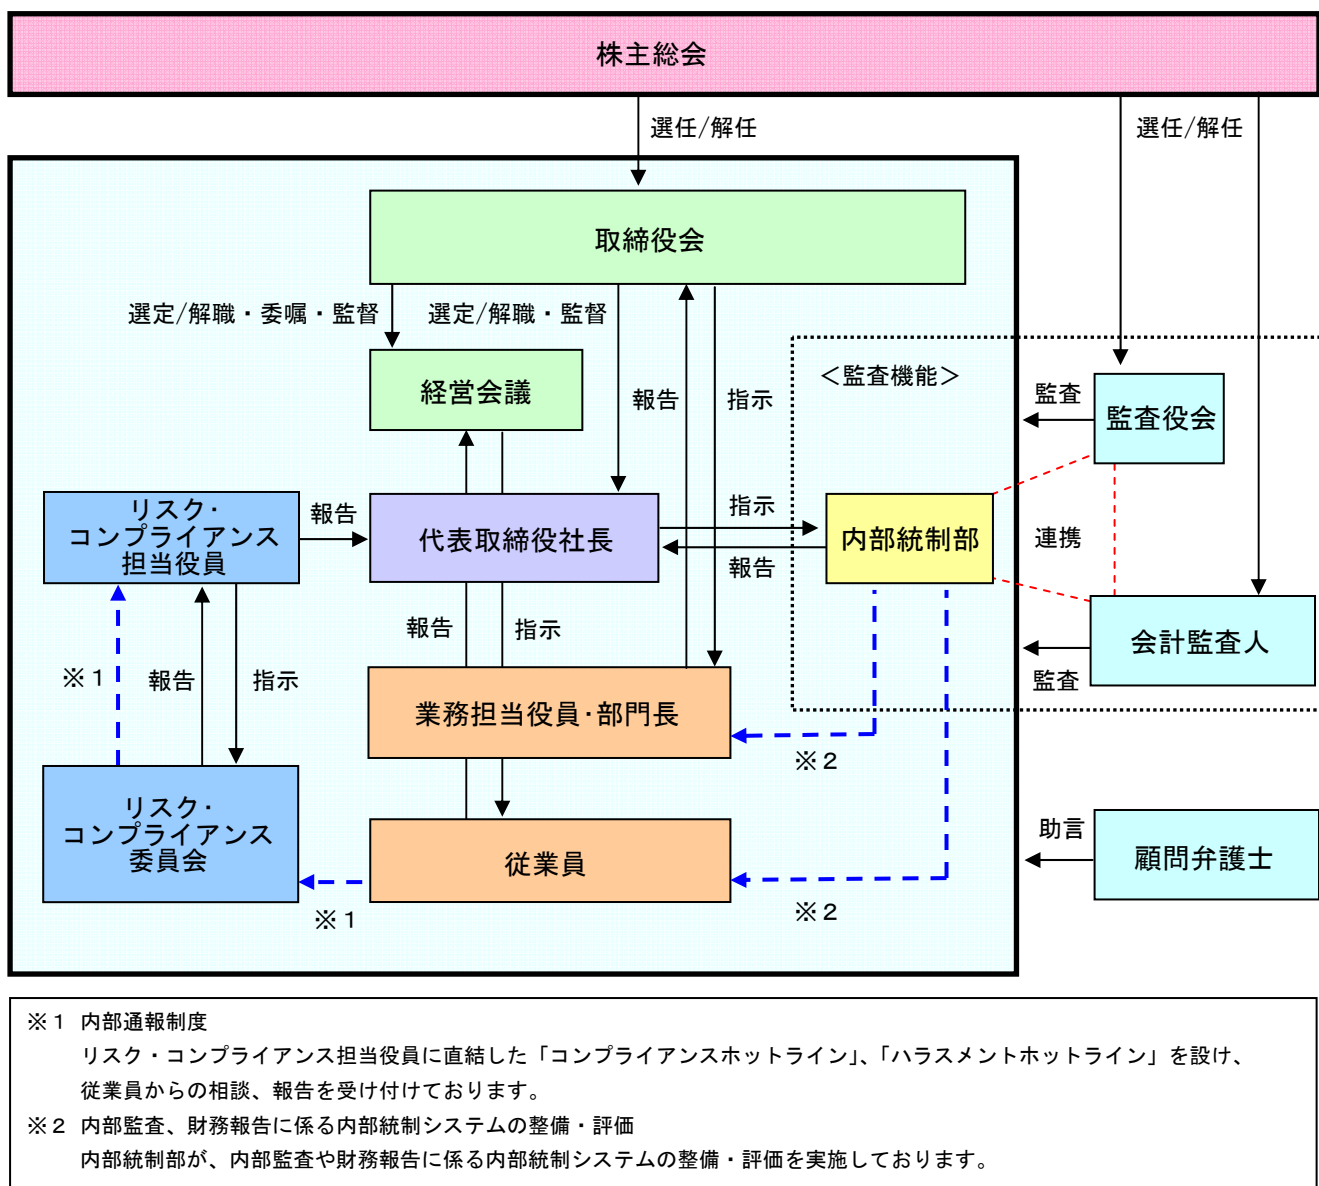 株主総会
選任/解任
選任/解任
取締役会
選定/解職・委嘱・監督
選定/解職・監督
経営会議
報告
指示
＜監査機能＞
監査
監査役会
リスク・
コンプライアンス
担当役員
報告
代表取締役社長
指示
報告
内部統制部
連携
※１
報告
指示
報告
指示
会計監査人
監査
業務担当役員・部門長
※２
リスク・
コンプライアンス
委員会
従業員
※１
※２
助言
顧問弁護士
※１ 内部通報制度
リスク・コンプライアンス担当役員に直結した「コンプライアンスホットライン」、「ハラスメントホットライン」を設け、
従業員からの相談、報告を受け付けております。
※２ 内部監査、財務報告に係る内部統制システムの整備・評価
内部統制部が、内部監査や財務報告に係る内部統制システムの整備・評価を実施しております。